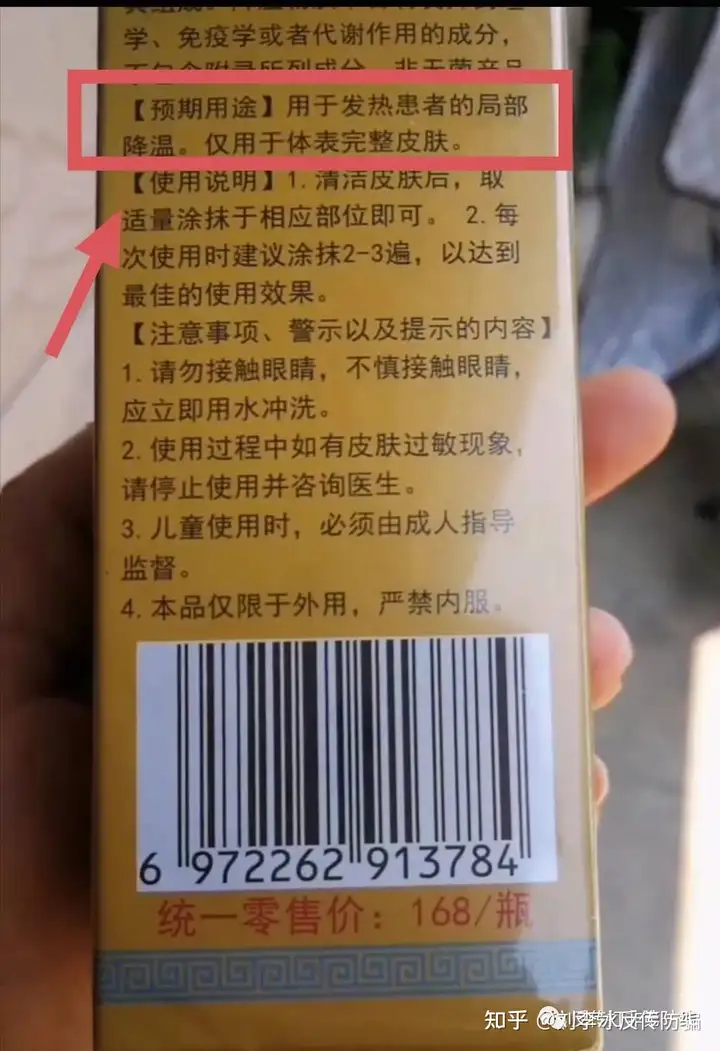 学、免疫学或者代谢作用的成分，
【预期用途】用于发热患者的局部
降温。仅用于体表完整皮肤。
【使用说明】1.清洁皮肤后，取
适量涂抹于相应部位即可。 2.每
次使用时建议涂抹2-3遍，以达到
最佳的使用效果。
【注意事项、警示以及提示的内容】
1.请勿接触眼睛，不慎接触眼睛，
应立即用水冲洗。
2.使用过程中如有皮肤过敏现象，
请停止使用并咨询医生。
3.儿童使用时，必须由成人指导
监督。
4.本品仅限于外用，严禁内服。
6 972262 913784
统一零售价：168/瓶
知乎